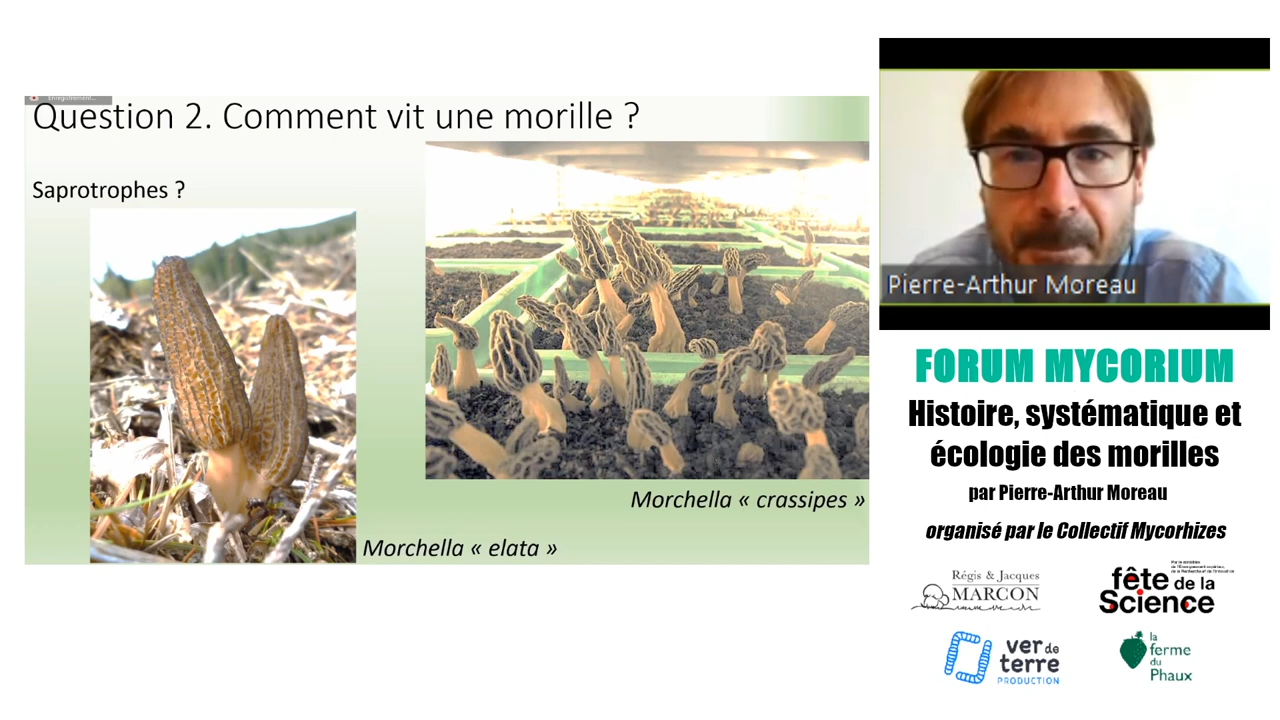 Enregistrement...
Question 2. Comment vit une morille ?
Saprotrophes ?
Morchella « crassipes »
Morchella « elata »
Pierre-Arthur Moreau
FORUM MYCORIUM
Histoire, systématique et
écologie des morilles
par Pierre-Arthur Moreau
organisé par le Collectif Mycorhizes
Régis & Jacques
MARCON
fête de la
Science
ver de
terre
PRODUCTION
la
ferme
du
Phaux